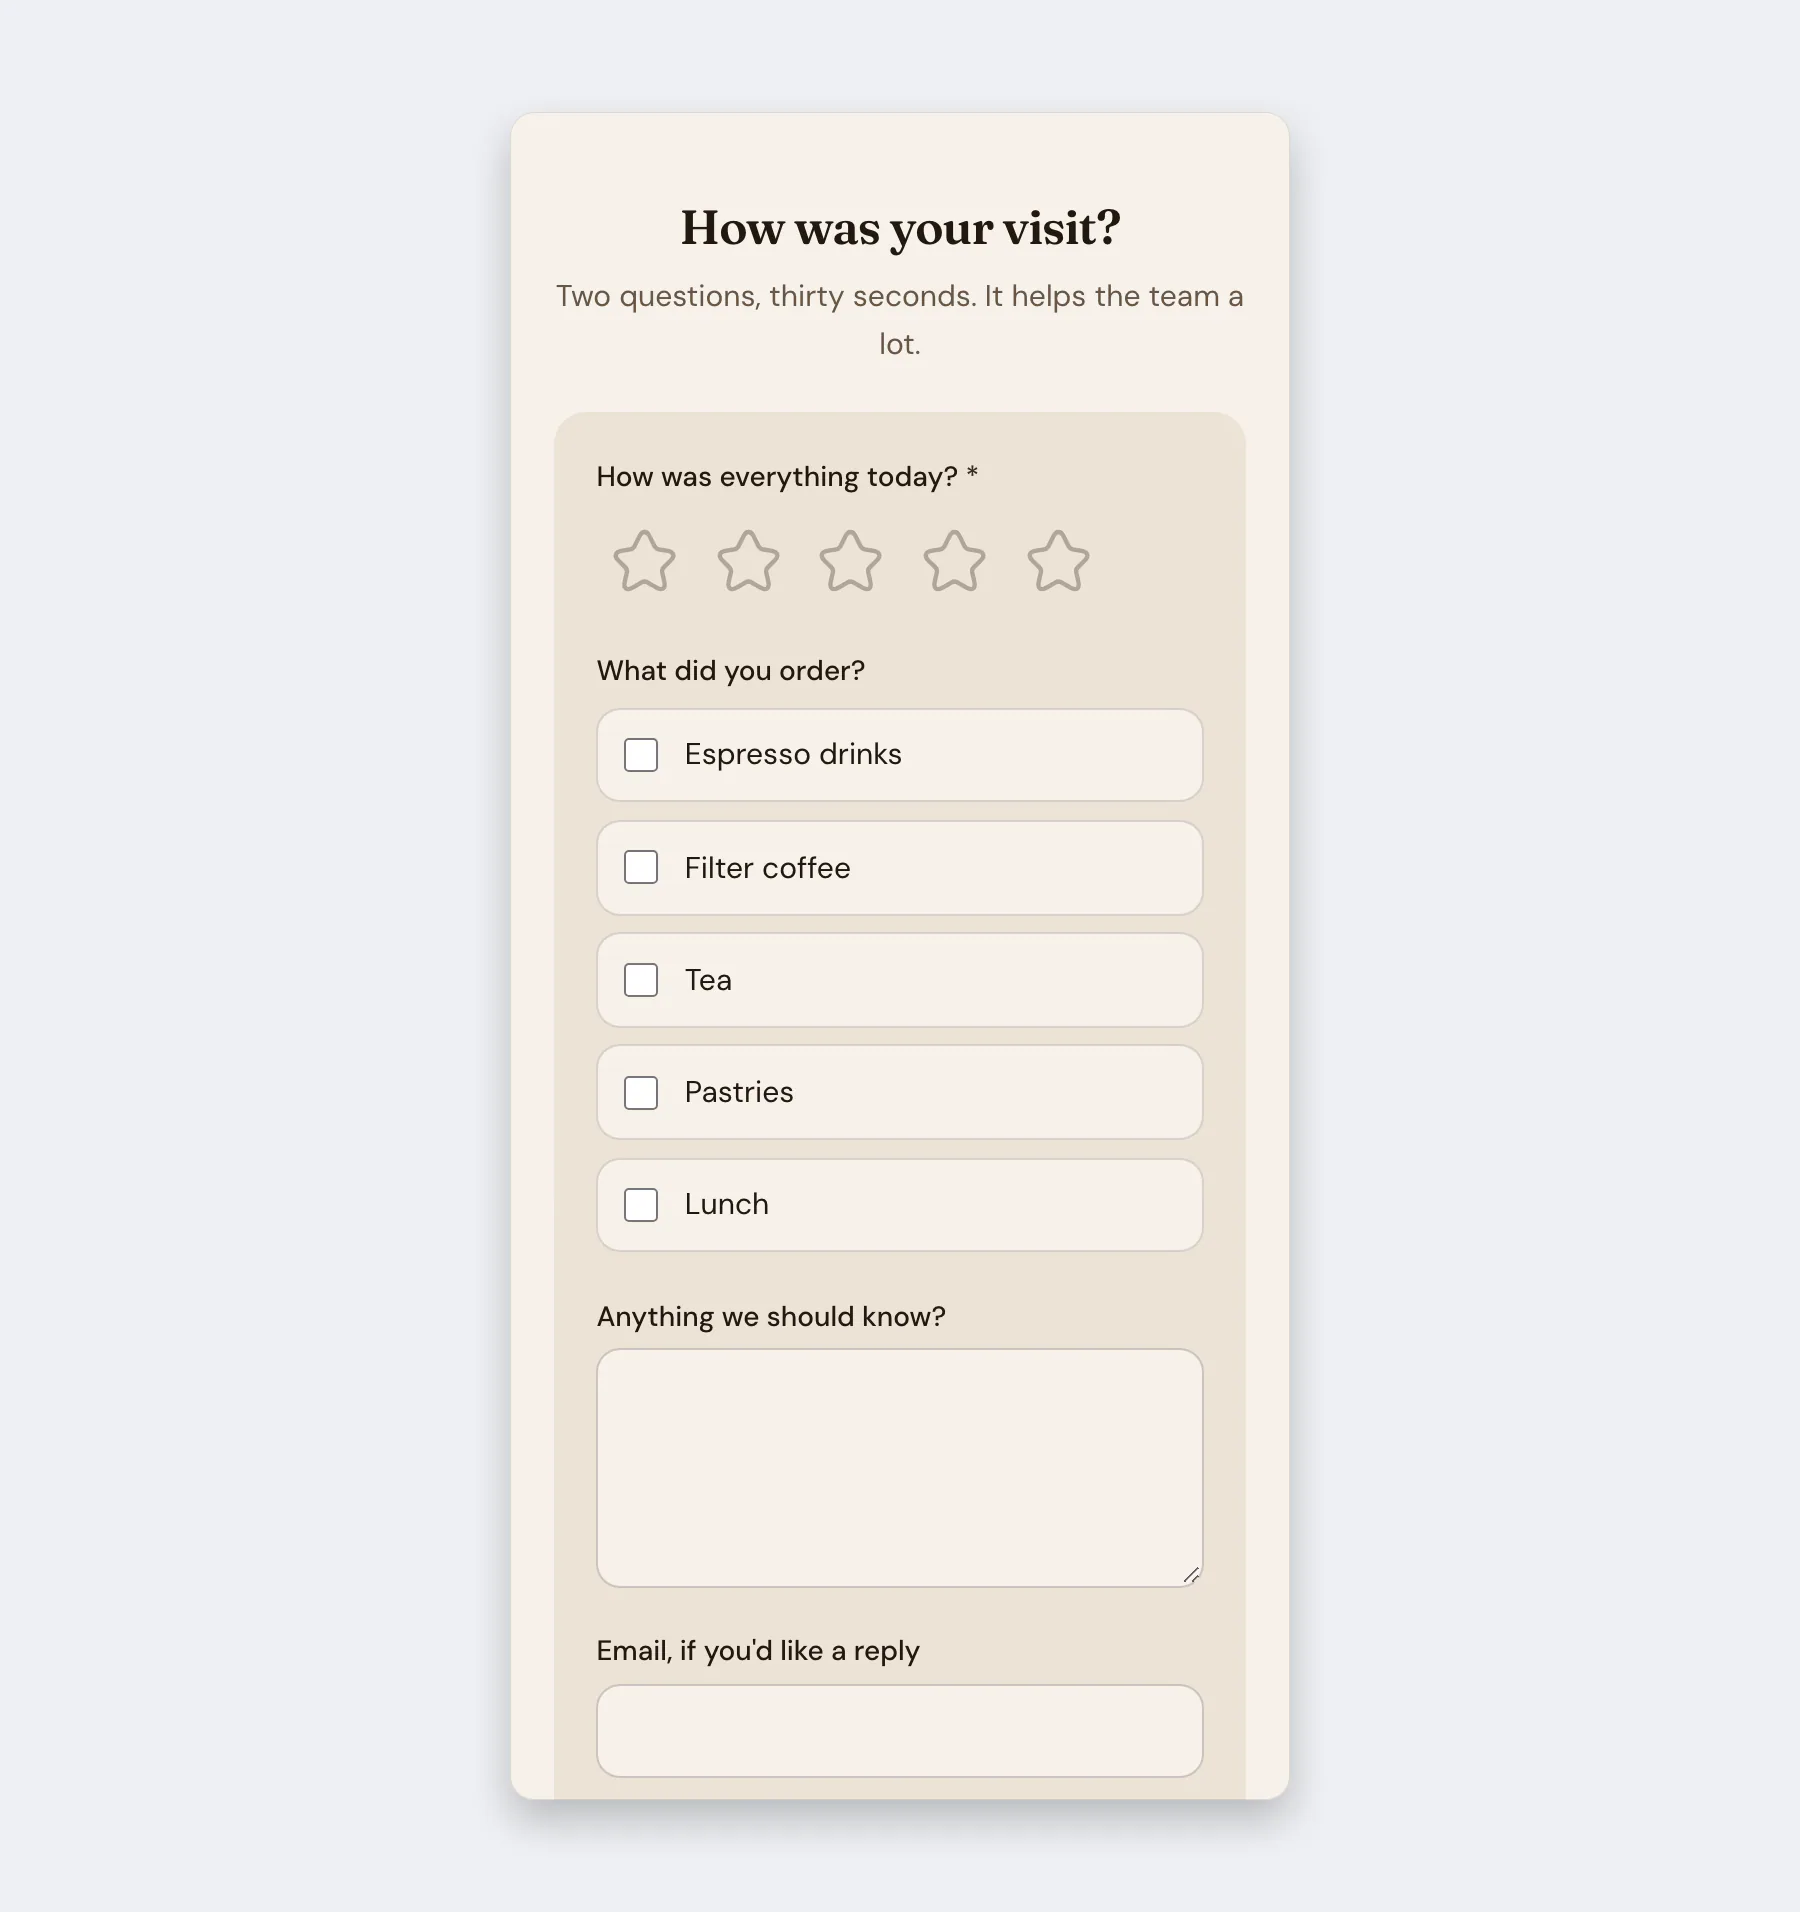 How was your visit?
Two questions, thirty seconds. It helps the team a
lot.
How was everything today? *
What did you order?
Espresso drinks
Filter coffee
Tea
Pastries
Lunch
Anything we should know?
Email, if you'd like a reply